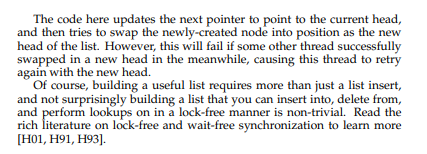 The code here updates the next pointer to point to the current head,
and then tries to swap the newly-created node into position as the new
head of the list. However, this will fail if some other thread successfully
swapped in a new head in the meanwhile, causing this thread to retry
again with the new head.
Of course, building a useful list requires more than just a list insert,
and not surprisingly building a list that you can insert into, delete from,
and perform lookups on in a lock-free manner is non-trivial. Read the
rich literature on lock-free and wait-free synchronization to learn more
[H01, H91, H93].